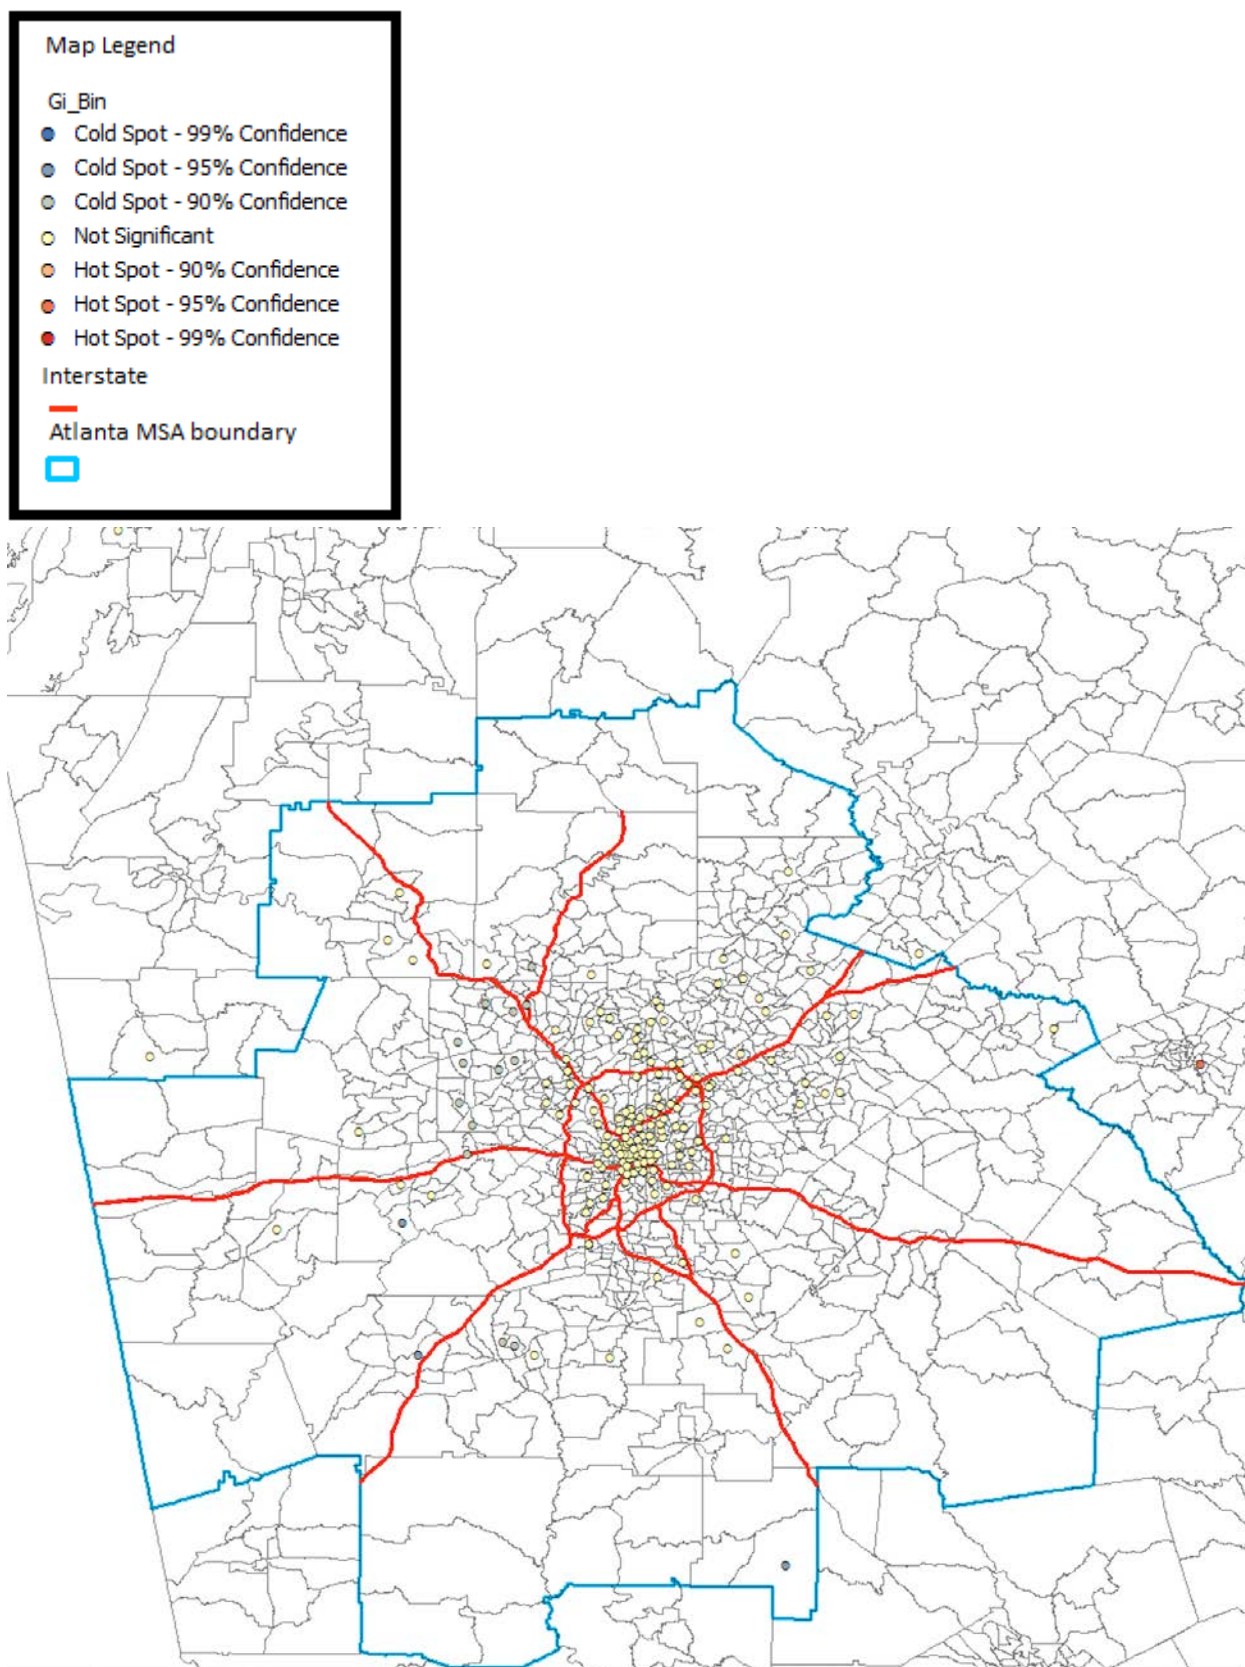 Map Legend
Gi_Bin
Cold Spot - 99% Confidence
Cold Spot - 95% Confidence
Cold Spot - 90% Confidence
Not Significant
Hot Spot - 90% Confidence
Hot Spot - 95% Confidence
Hot Spot - 99% Confidence
Interstate
Atlanta MSA boundary